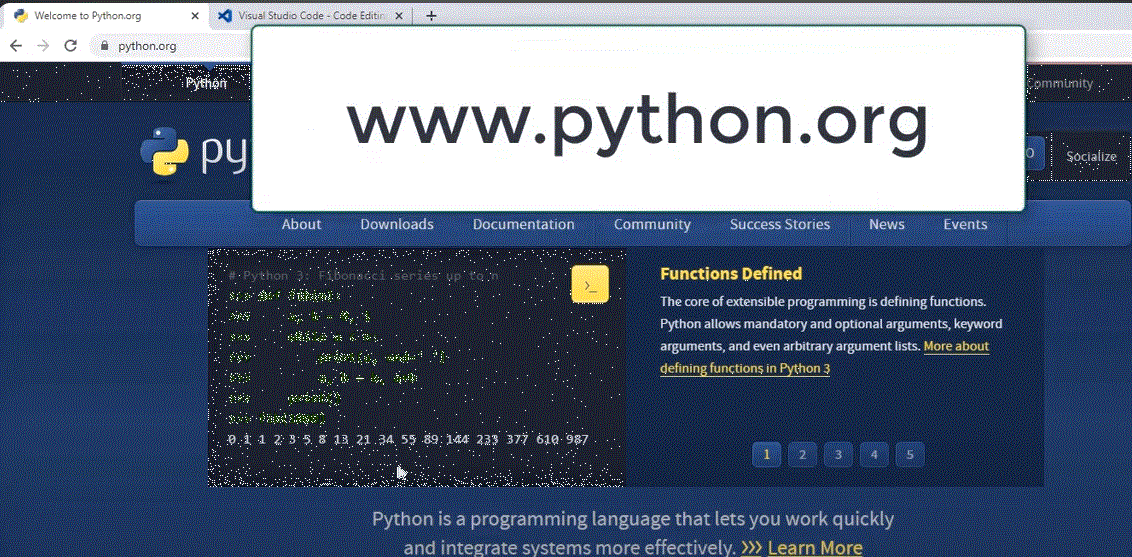 Welcome to Python.org
Visual Studio Code - Code Editin
python.org
www.python.org
Python
Community
py
O
Socialize
About
Downloads
Documentation
Community
Success Stories
News
Events
# Python 3: Fibonacci series up to n
0 1 1 2 3 5 8 13 21 34 55 89 144 233 377 610 987
>_
Functions Defined
The core of extensible programming is defining functions.
Python allows mandatory and optional arguments, keyword
arguments, and even arbitrary argument lists. More about
defining functions in Python 3
1 2 3 4 5
Python is a programming language that lets you work quickly
and integrate systems more effectively. >>> Learn More